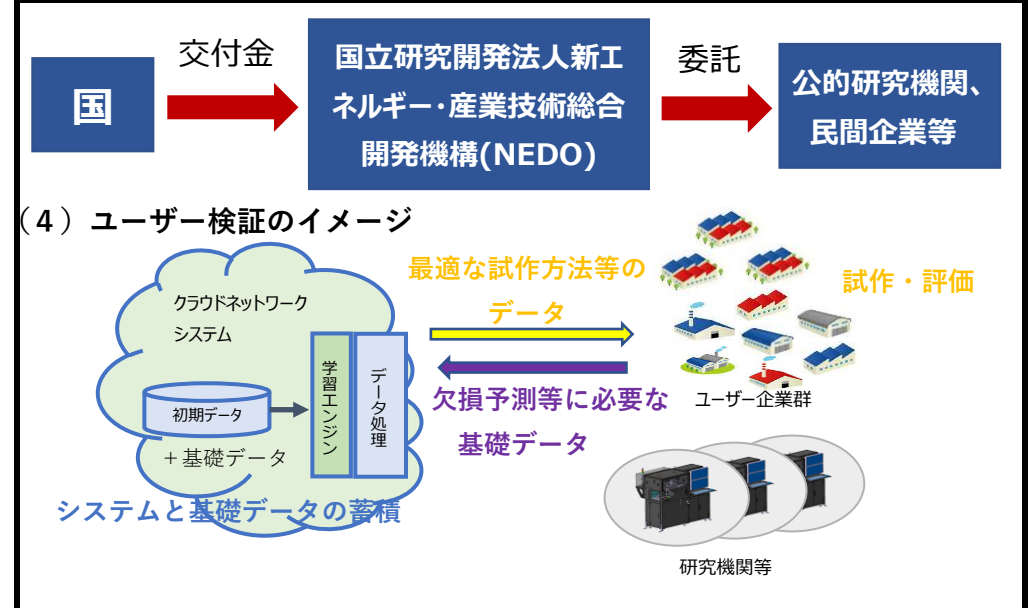 交付金
委託
国
国立研究開発法人新エ
ネルギー・産業技術総合
開発機構(NEDO)
公的研究機関、
民間企業等
(4)ユーザー検証のイメージ
クラウドネットワーク
システム
初期データ
+基礎データ
学習エンジン
データ処理
システムと基礎データの蓄積
最適な試作方法等の
データ
欠損予測等に必要な
基礎データ
試作・評価
ユーザー企業群
研究機関等